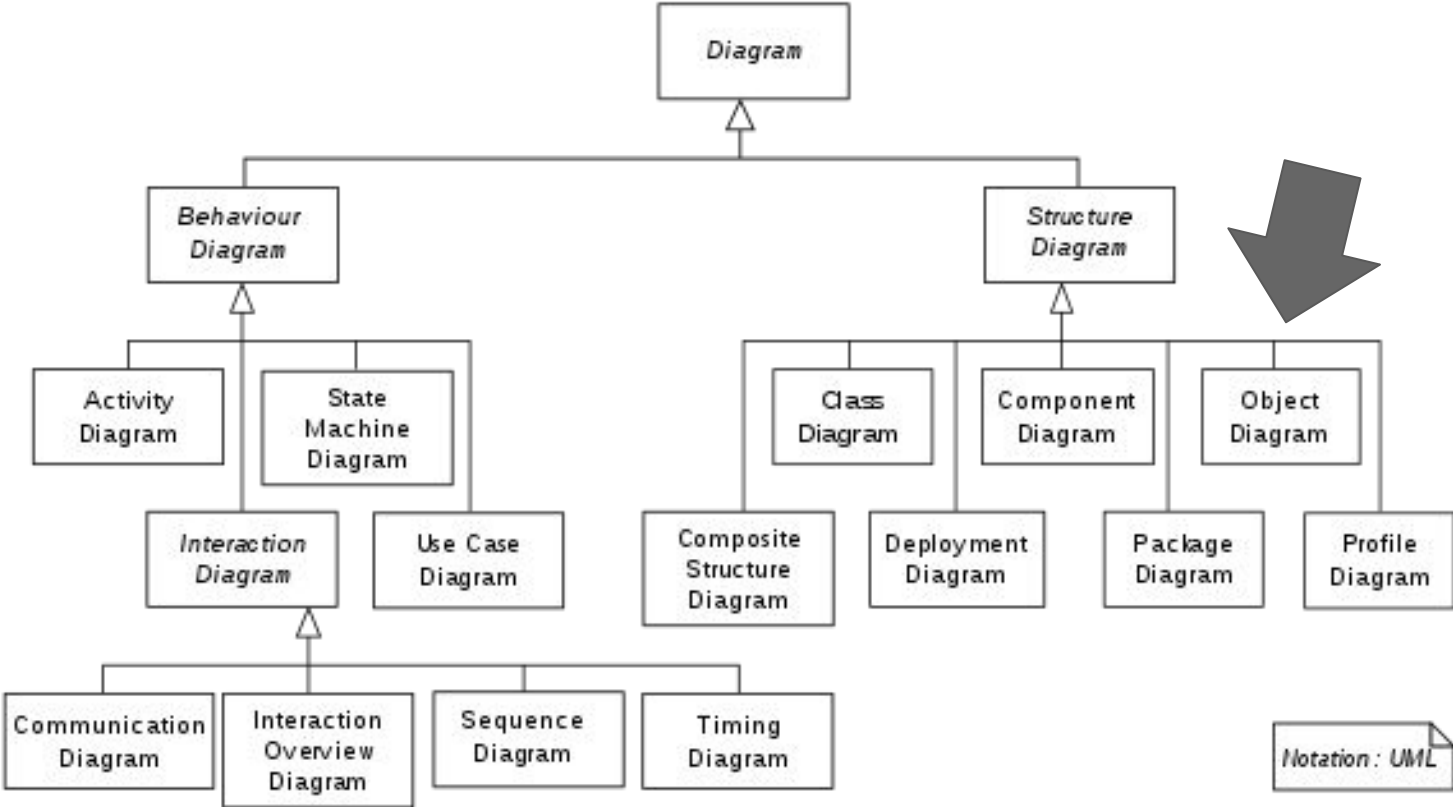 Diagram
Behaviour
Diagram
Structure
Diagram
Activity
Diagram
State
Machine
Diagram
Class
Diagram
Component
Diagram
Object
Diagram
Interaction
Diagram
Use Case
Diagram
Composite
Structure
Diagram
Deployment
Diagram
Package
Diagram
Profile
Diagram
Communication
Diagram
Interaction
Overview
Diagram
Sequence
Diagram
Timing
Diagram
Notation : UML